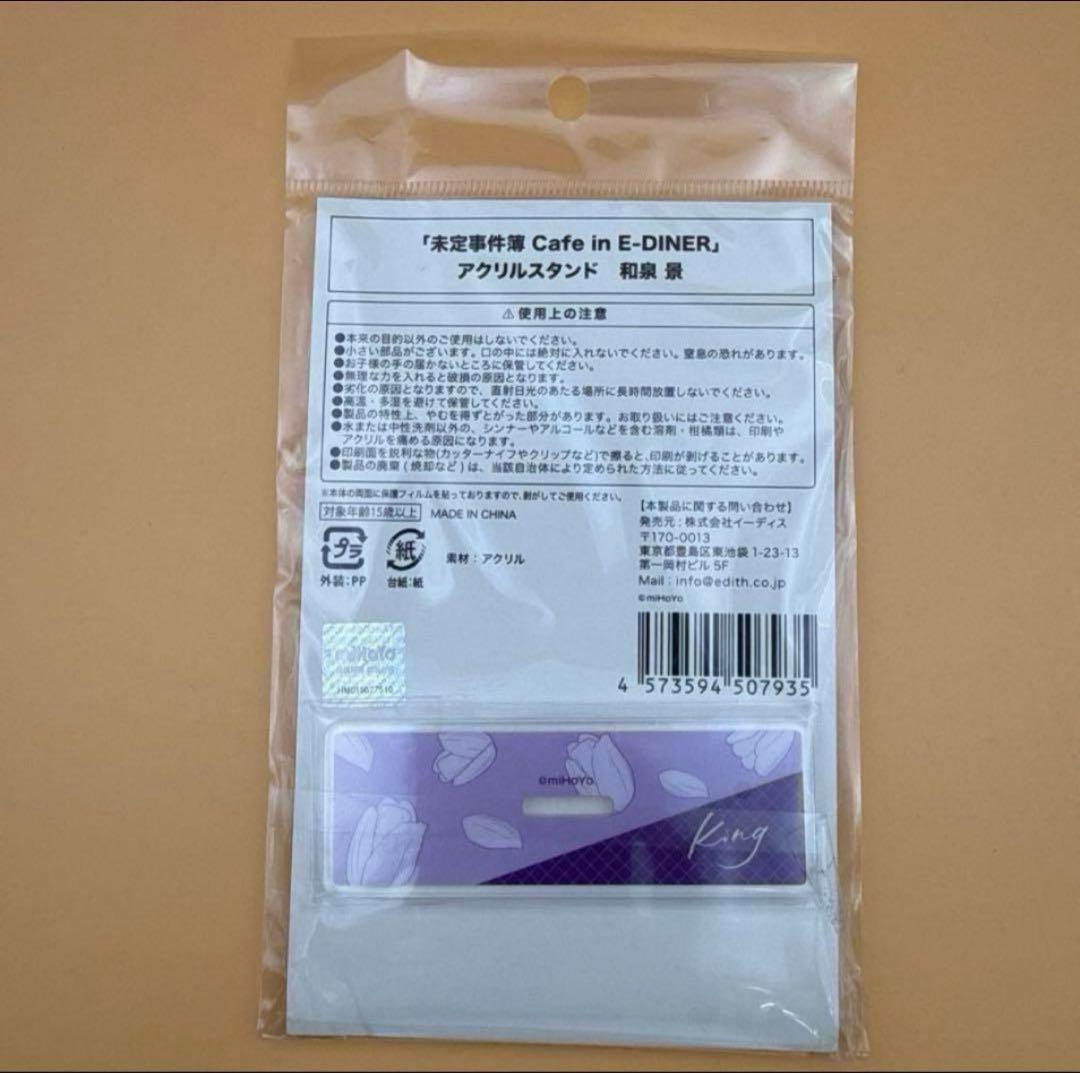 「未定事件簿 Cafe in E-DINER」
アクリルスタンド 和泉 景
⚠使用上の注意
●本来の目的以外のご使用はしないでください。
●小さい部品がございます。口の中には絶対に入れないでください。窒息の恐れがあります。
●お子様の手の届かないところに保管してください。
●無理な力を入れると破損の原因となります。
●劣化の原因となりますので、直射日光のあたる場所に長時間放置しないでください。
●高温・多湿を避けて保管してください。
●製品の特性上、やむを得ずとがった部分があります。お取り扱いにはご注意ください。
●水または中性洗剤以外の、シンナーやアルコールなどを含む溶剤・柑橘類は、印刷や
アクリルを痛める原因になります。
●印刷面を鋭利な物(カッターナイフやクリップなど)で擦ると、印刷が剥げることがあります。
●製品の廃棄(焼却など)は、当該自治体により定められた方法に従ってください。
※本体の両面に保護フィルムを貼っておりますので、剥がしてご使用ください。
対象年齢15歳以上 MADE IN CHINA
プラ
外装:PP
紙
台紙:紙
素材:アクリル
【本製品に関する問い合わせ】
発売元:株式会社イーディス
〒170-0013
東京都豊島区東池袋1-23-13
第一岡村ビル 5F
Mail:info@edith.co.jp
©miHoYo
4 573594 507935
©miHoYo
King